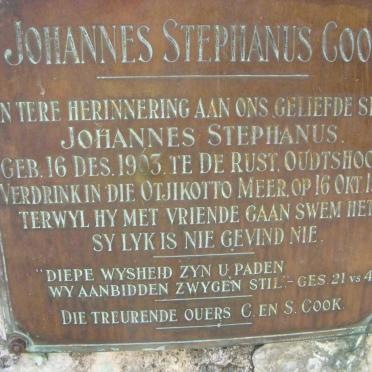 JOHANNES STEPHANUS COO
N TERE HERINNERING AAN ONS GELIEFDE S
JOHANNES STEPHANUS.
GEB. 16 DES. 1903. TE DE RUST, OUDTSHOO
VERDRINK IN DIE OTJIKOTTO MEER, OP 16 OKT. 1
TERWYL HY MET VRIENDE GAAN SWEM HET
SY LYK IS NIE GEVIND NIE.
"DIEPE WYSHEID ZYN U PADEN
WY AANBIDDEN ZWYGEN STIL."- GES. 21 vs 4
DIE TREURENDE OUERS C. EN S. COOK.